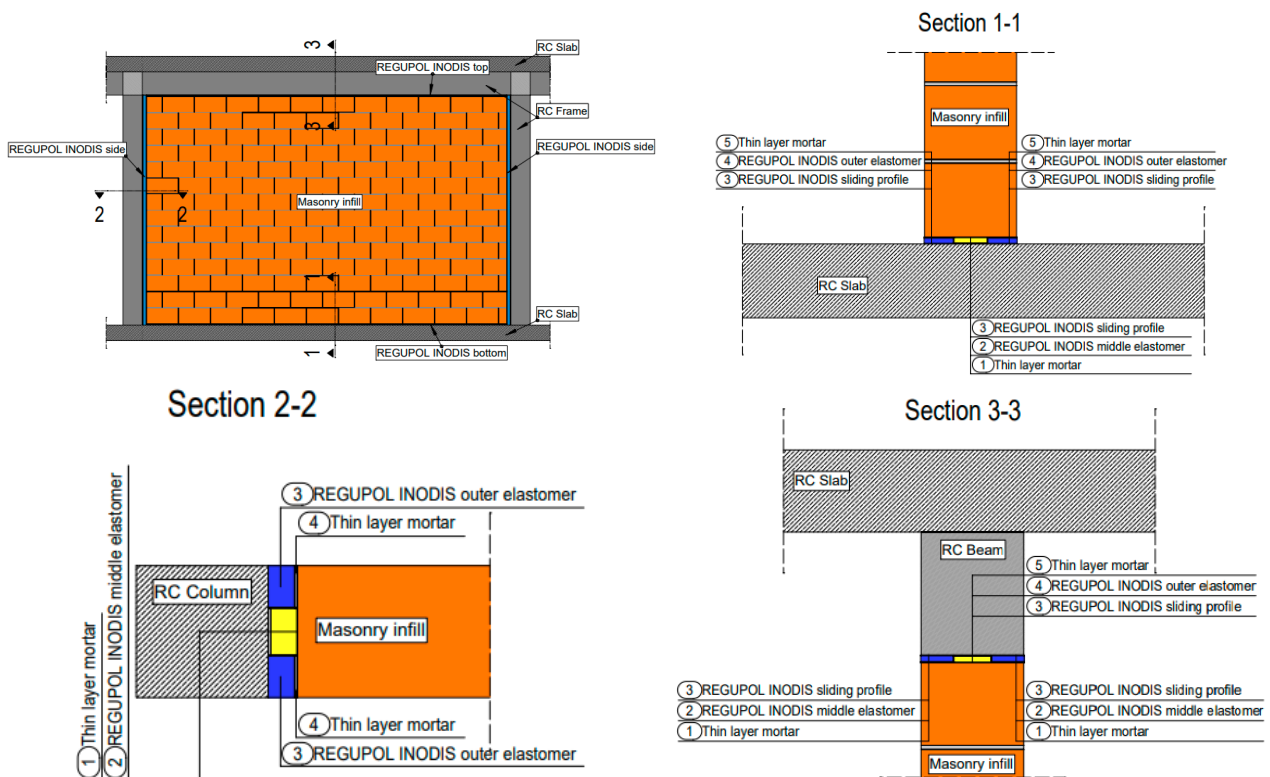 3
RC Slab
REGUPOL INODIS top
RC Frame
3
REGUPOL INODIS side
REGUPOL INODIS side
2
2
Masonry infill
1
RC Slab
1
REGUPOL INODIS bottom
Section 1-1
Masonry infill
5 Thin layer mortar
4 REGUPOL INODIS outer elastomer
3 REGUPOL INODIS sliding profile
5 Thin layer mortar
4 REGUPOL INODIS outer elastomer
3 REGUPOL INODIS sliding profile
RC Slab
3 REGUPOL INODIS sliding profile
2 REGUPOL INODIS middle elastomer
1 Thin layer mortar
Section 2-2
3 REGUPOL INODIS outer elastomer
4 Thin layer mortar
RC Column
Masonry infill
4 Thin layer mortar
3 REGUPOL INODIS outer elastomer
1 Thin layer mortar
2 REGUPOL INODIS middle elastomer
Section 3-3
RC Slab
RC Beam
5 Thin layer mortar
4 REGUPOL INODIS outer elastomer
3 REGUPOL INODIS sliding profile
3 REGUPOL INODIS sliding profile
2 REGUPOL INODIS middle elastomer
1 Thin layer mortar
3 REGUPOL INODIS sliding profile
2 REGUPOL INODIS middle elastomer
1 Thin layer mortar
Masonry infill